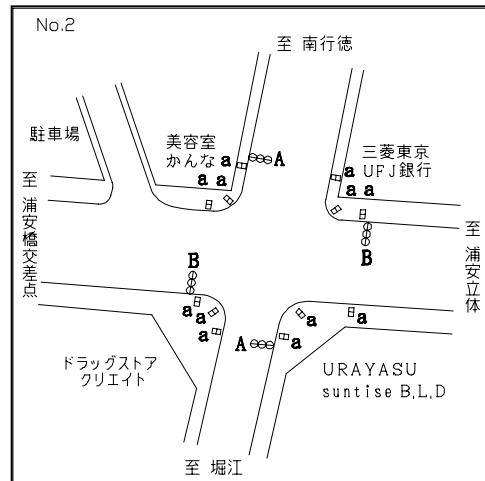 No.2
至 南行徳
駐車場
美容室
かんな
a
a a
A
三菱東京
UFJ銀行
a
a a
至 浦安橋交差点
至 浦安立体
B
B
a
a
a
A
a
a
a
ドラッグストア
クリエイト
URAYASU
suntise B,L,D
至 堀江